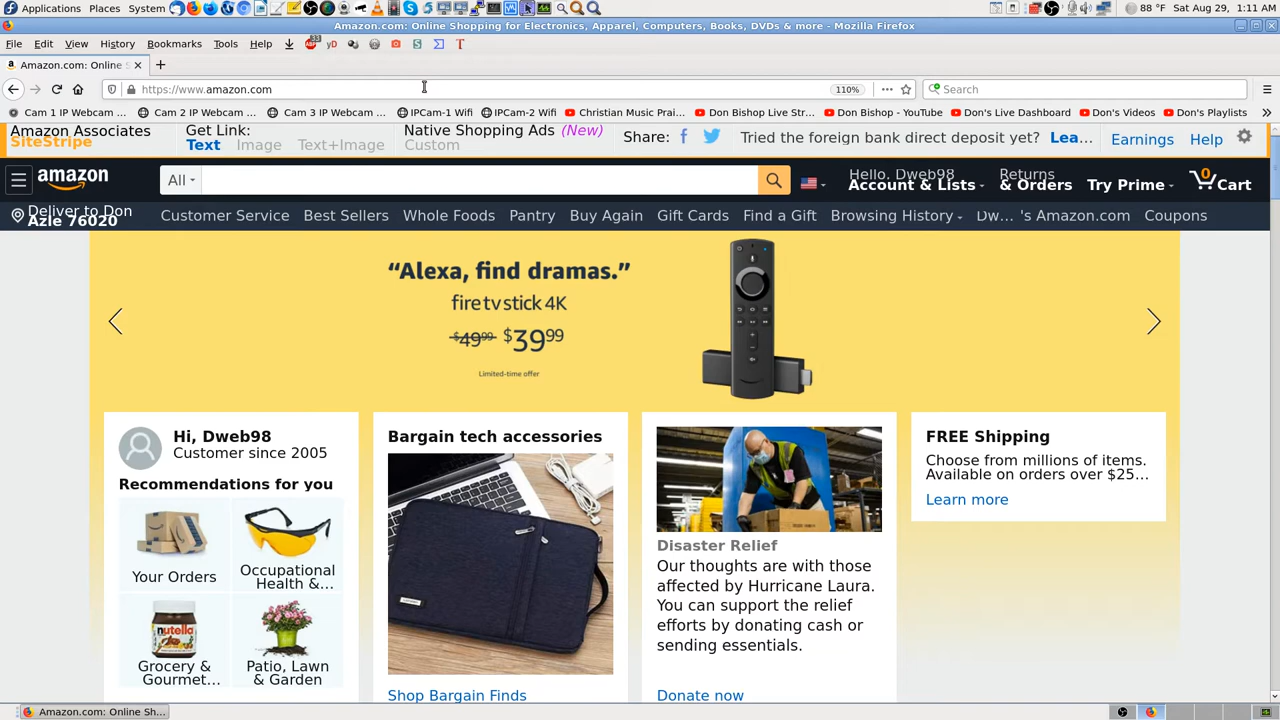 Applications Places System 88 °F Sat Aug 29, 1:11 AM
Amazon.com: Online Shopping for Electronics, Apparel, Computers, Books, DVDs & more - Mozilla Firefox
File Edit View History Bookmarks Tools Help
Amazon.com: Online S
https://www.amazon.com 110% Search
Cam 1 IP Webcam ... Cam 2 IP Webcam ... Cam 3 IP Webcam ... IPCam-1 Wifi IPCam-2 Wifi Christian Music Prai... Don Bishop Live Str... Don Bishop - YouTube Don's Live Dashboard Don's Videos Don's Playlists
Amazon Associates
SiteStripe
Get Link:
Text Image Text+Image
Native Shopping Ads (New)
Custom
Share:
Tried the foreign bank direct deposit yet? Lea...
Earnings Help
amazon
All
Hello, Dweb98
Account & Lists
Returns
& Orders
Try Prime
0
Cart
Deliver to Don
Azle 76020
Customer Service Best Sellers Whole Foods Pantry Buy Again Gift Cards Find a Gift Browsing History Dw... 's Amazon.com Coupons
“Alexa, find dramas.”
fire tv stick 4K
$49.99 $39.99
Limited-time offer
Hi, Dweb98
Customer since 2005
Recommendations for you
Your Orders
Occupational
Health &...
nutella
Grocery &
Gourmet...
Patio, Lawn
& Garden
Bargain tech accessories
Shop Bargain Finds
Disaster Relief
Our thoughts are with those
affected by Hurricane Laura.
You can support the relief
efforts by donating cash or
sending essentials.
Donate now
FREE Shipping
Choose from millions of items.
Available on orders over $25...
Learn more
Amazon.com: Online Sh...